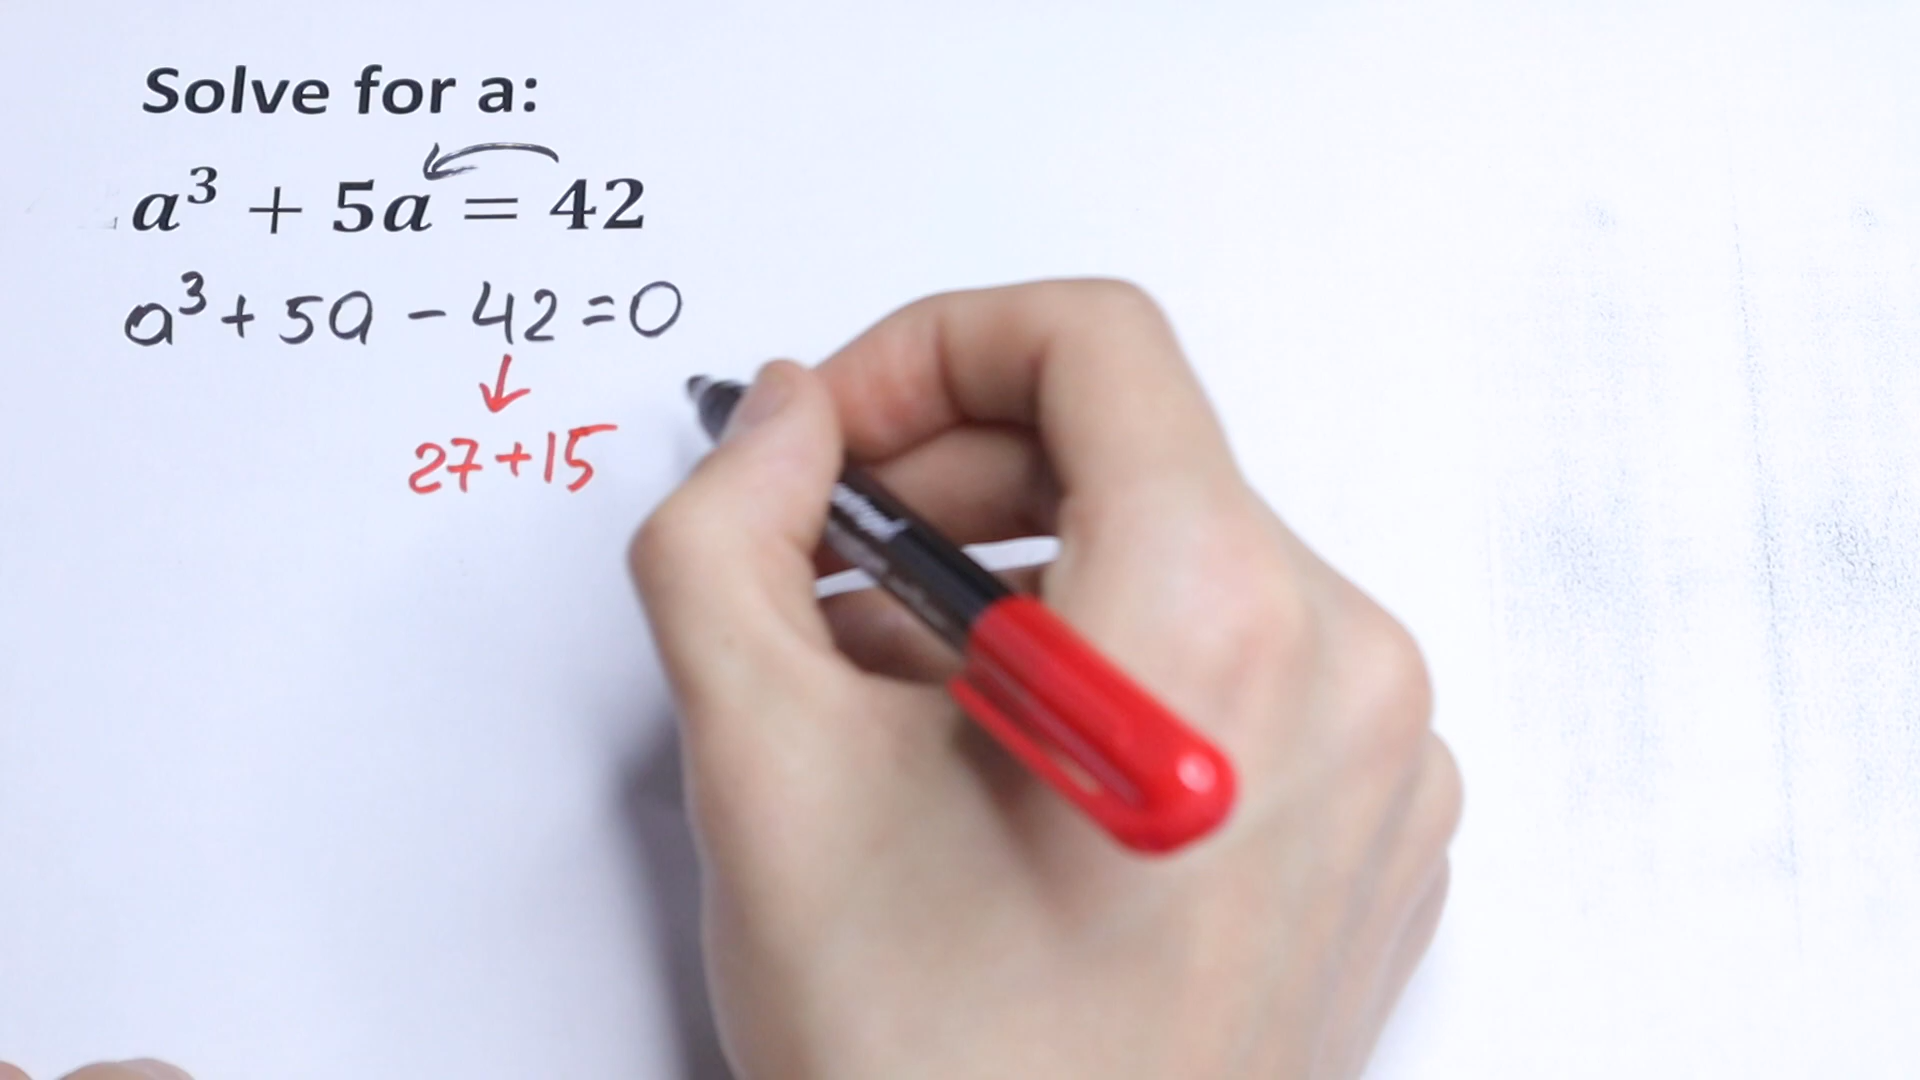 Solve for a:
a³ + 5a = 42
a³ + 5a - 42 = 0
27 + 15